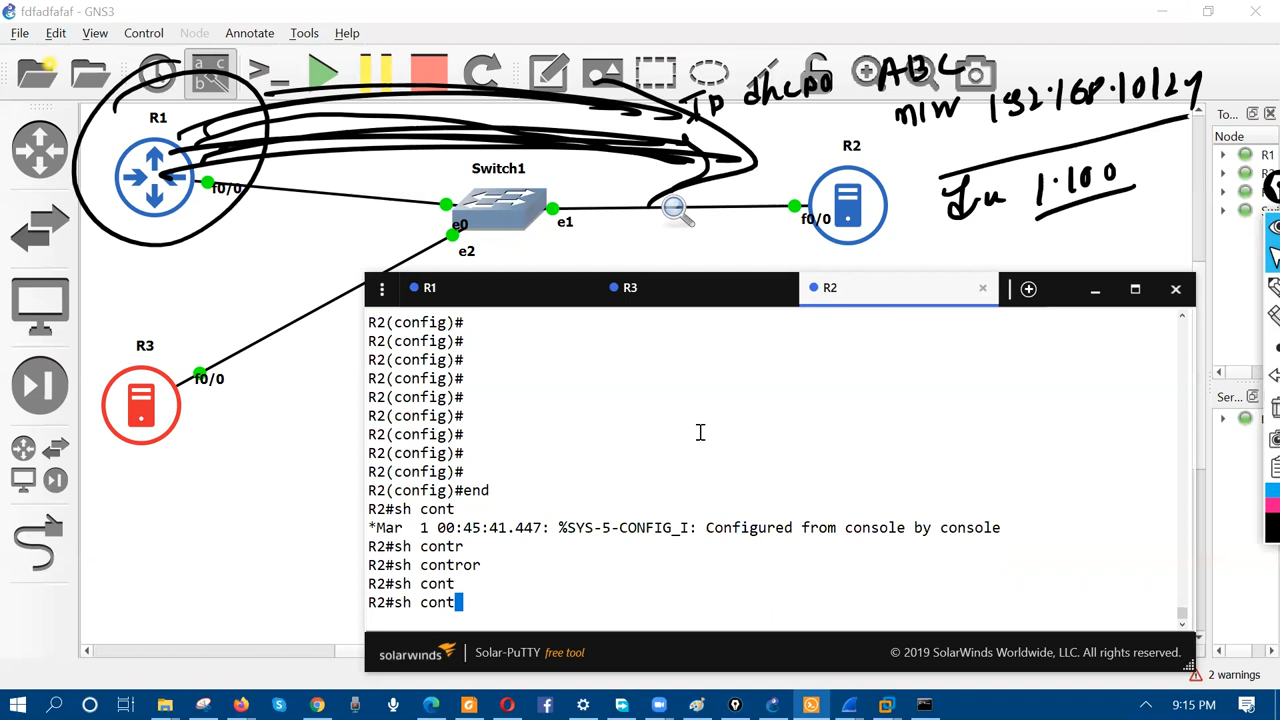 fdfadfafaf - GNS3
File Edit View Control Node Annotate Tools Help
Ip dhcp ABC
n/w 192.168.10/24
1.100
R1
f0/0
Switch1
e0
e1
e2
R2
f0/0
R3
f0/0
To...
Node
R1
Ser...
R1 R3 R2
R2(config)#
R2(config)#
R2(config)#
R2(config)#
R2(config)#
R2(config)#
R2(config)#
R2(config)#
R2(config)#
R2(config)#end
R2#sh cont
*Mar 1 00:45:41.447: %SYS-5-CONFIG_I: Configured from console by console
R2#sh contr
R2#sh contror
R2#sh cont
R2#sh cont
solarwinds Solar-PuTTY free tool © 2019 SolarWinds Worldwide, LLC. All rights reserved.
2 warnings
9:15 PM